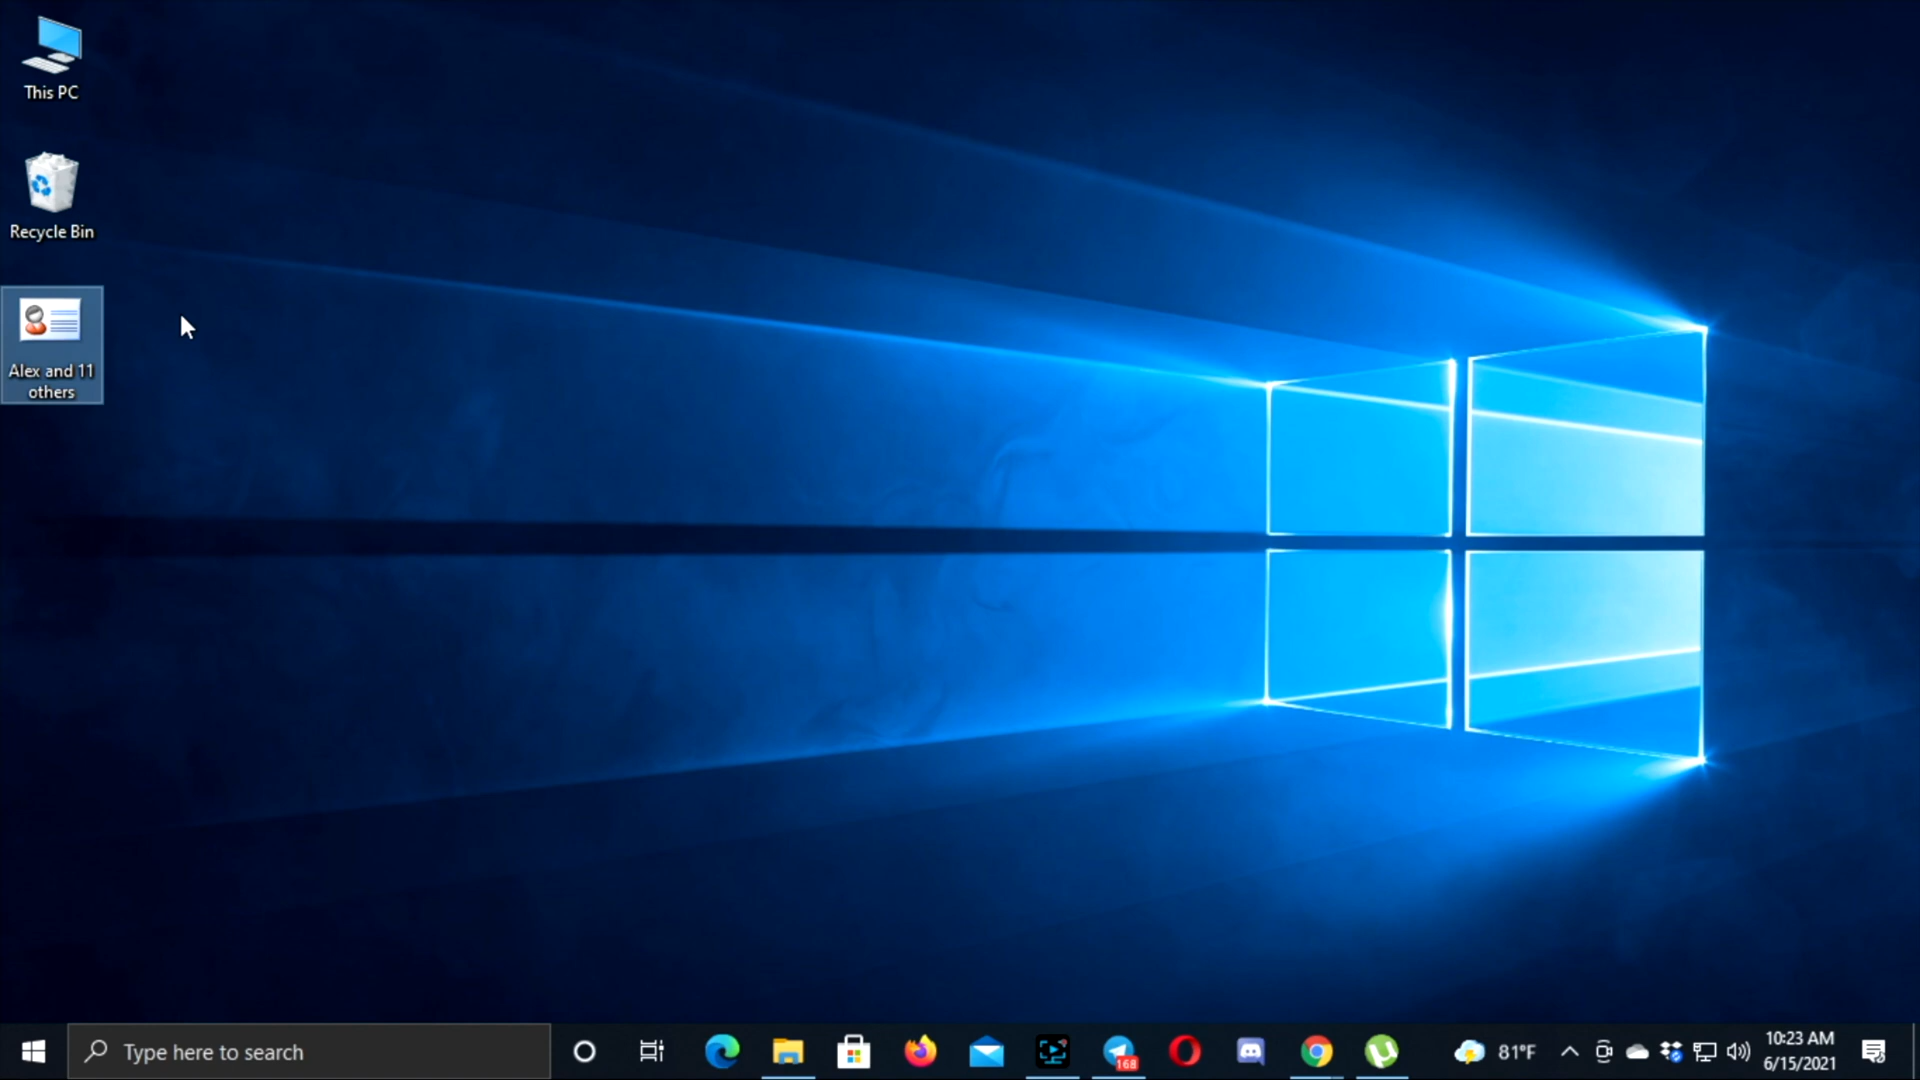 This PC
Recycle Bin
Alex and 11
others
Type here to search
168
81°F
10:23 AM
6/15/2021